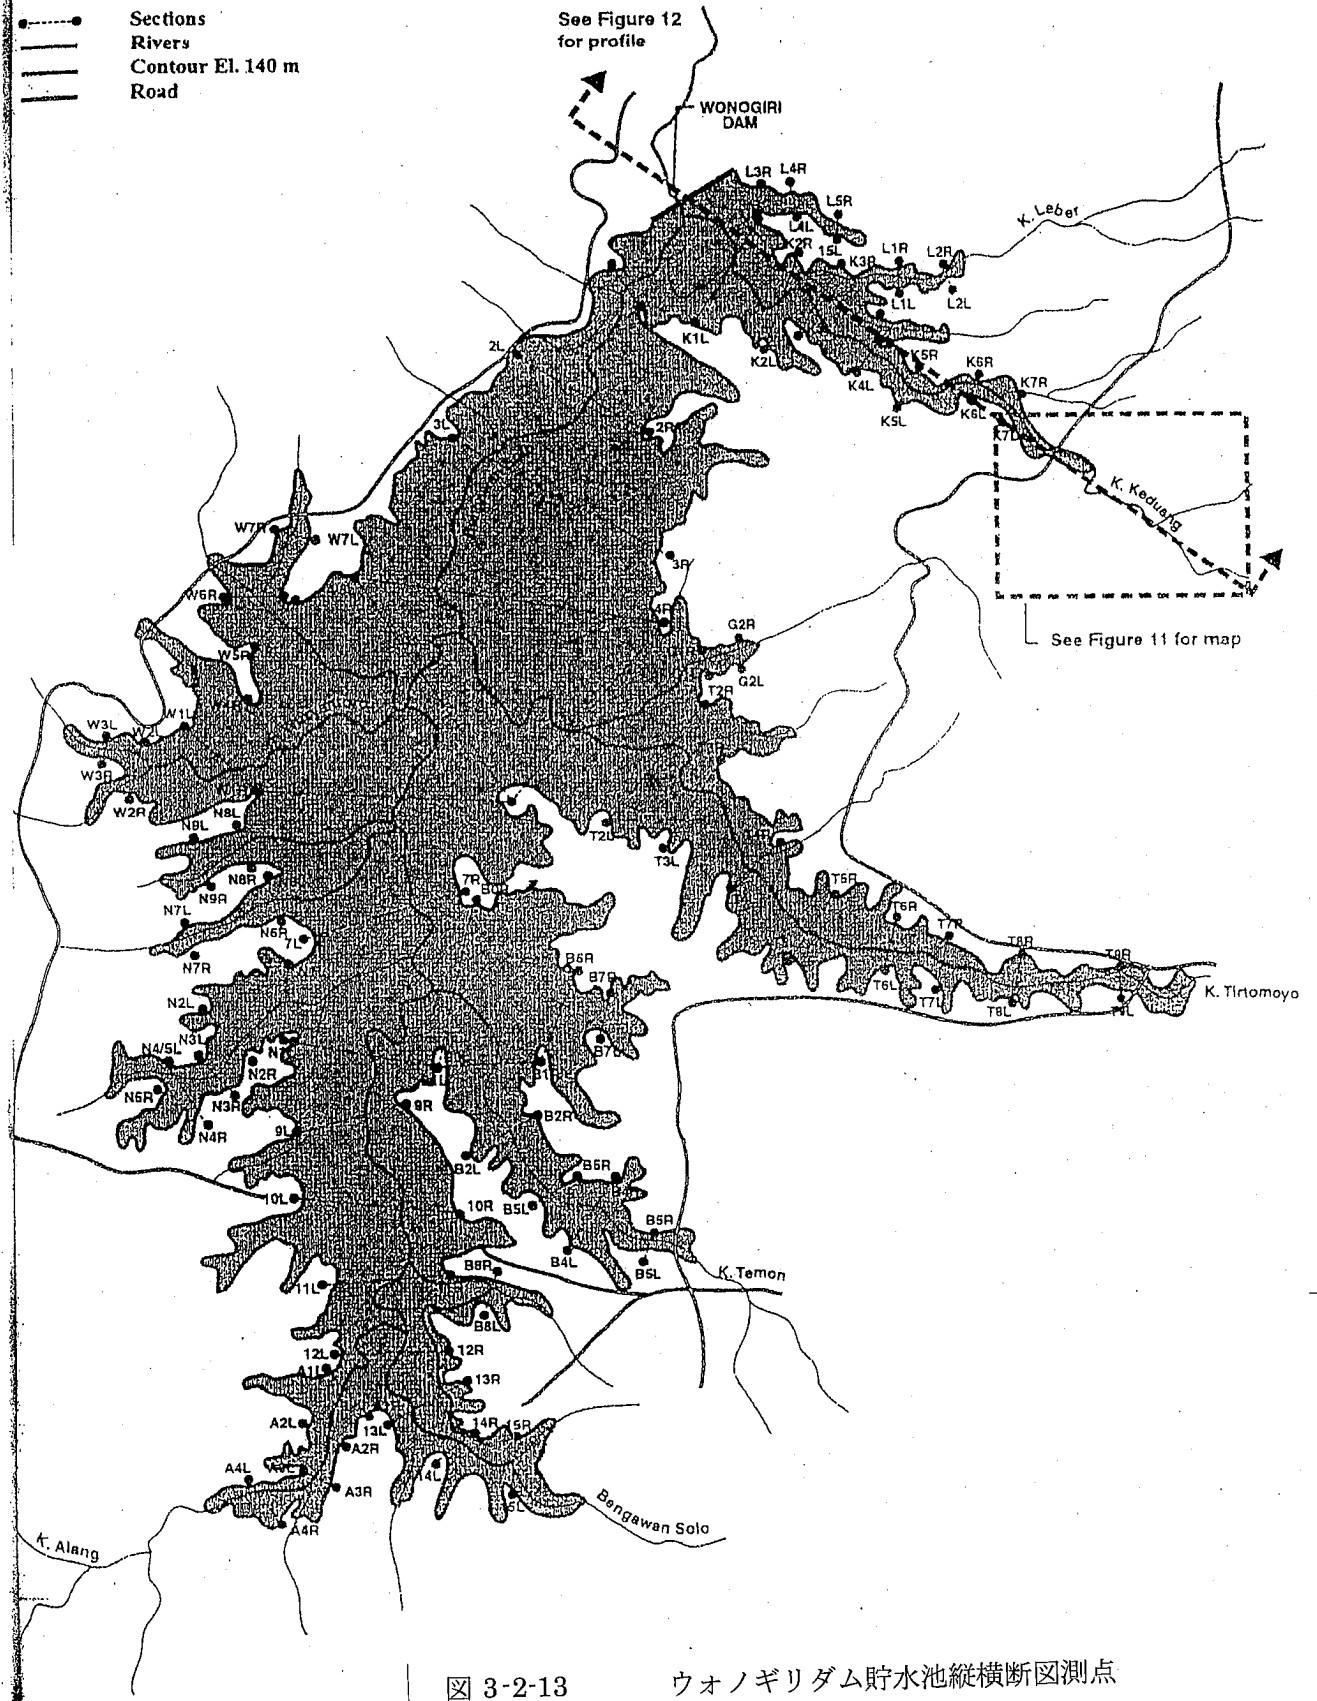 Sections
Rivers
Contour El. 140 m
Road
See Figure 12
for profile
WONOGIRI
DAM
L3R
L4R
L5R
L4L
K2R
15L
K3R
L1R
L2R
K. Leber
L1L
L2L
K1L
K2L
K4L
K5R
K6R
K7R
K5L
K6L
K7L
K. Keduang
See Figure 11 for map
2L
3L
2R
W7R
W7L
3R
4R
W6R
W5R
G2R
G2L
T2R
W1L
W3L
W3R
W2R
N8L
N9L
T2L
T3L
7R
N8R
N9R
T5R
T6R
T7R
T8R
T9R
N7L
N6R
7L
N7R
B6R
B7R
T6L
T7L
T8L
T9L
K. Tirtomoyo
N2L
N3L
N4/5L
N2R
B7L
B1
N5R
N3R
9R
B2R
N4R
9L
B2L
B6R
10L
10R
B5L
B5R
B4L
B5L
K. Temon
11L
B8R
B8L
12L
12R
A1L
13R
A2L
13L
14R
15R
A2R
A4L
14L
A3R
A4R
Bengawan Solo
K. Alang
図 3-2-13 ウォノギリダム貯水池縦横断図測点